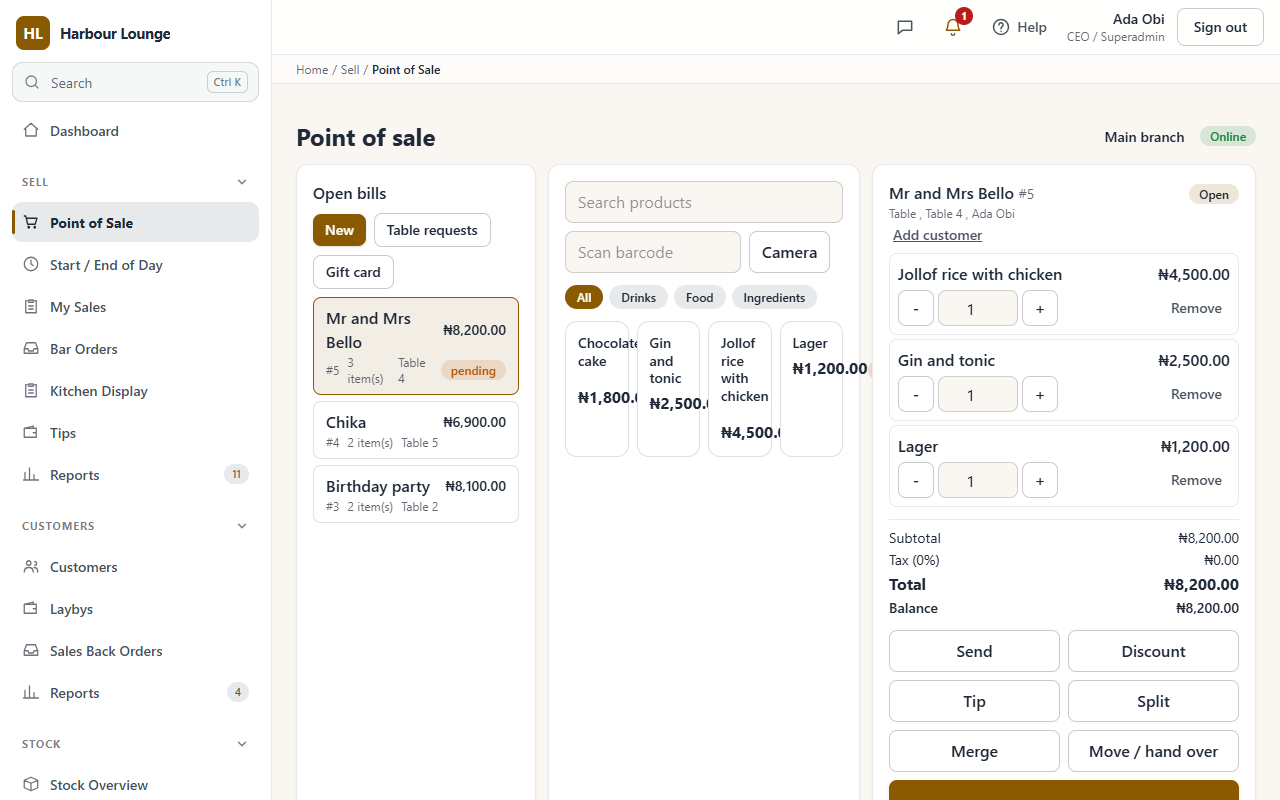 HL Harbour Lounge
Search Ctrl K
Dashboard
SELL
Point of Sale
Start / End of Day
My Sales
Bar Orders
Kitchen Display
Tips
Reports 11
CUSTOMERS
Customers
Laybys
Sales Back Orders
Reports 4
STOCK
Stock Overview
1
Help
Ada Obi
CEO / Superadmin
Sign out
Home / Sell / Point of Sale
Point of sale
Main branch Online
Open bills
New Table requests
Gift card
Mr and Mrs
Bello
₦8,200.00
#5 3 item(s) Table 4 pending
Chika ₦6,900.00
#4 2 item(s) Table 5
Birthday party ₦8,100.00
#3 2 item(s) Table 2
Search products
Scan barcode Camera
All Drinks Food Ingredients
Chocolate
cake
₦1,800.0
Gin
and
tonic
₦2,500.0
Jollof
rice
with
chicken
₦4,500.0
Lager
₦1,200.00
Mr and Mrs Bello #5 Open
Table , Table 4 , Ada Obi
Add customer
Jollof rice with chicken ₦4,500.00
- 1 + Remove
Gin and tonic ₦2,500.00
- 1 + Remove
Lager ₦1,200.00
- 1 + Remove
Subtotal ₦8,200.00
Tax (0%) ₦0.00
Total ₦8,200.00
Balance ₦8,200.00
Send Discount
Tip Split
Merge Move / hand over